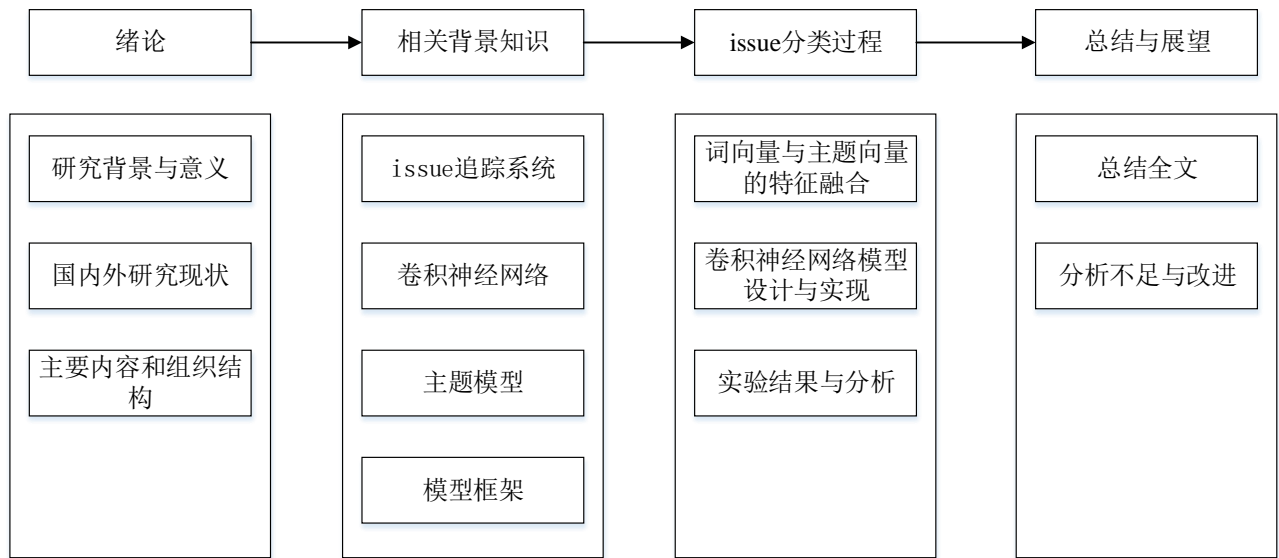 绪论
相关背景知识
issue分类过程
总结与展望
研究背景与意义
国内外研究现状
主要内容和组织结
构
issue追踪系统
卷积神经网络
主题模型
模型框架
词向量与主题向量
的特征融合
卷积神经网络模型
设计与实现
实验结果与分析
总结全文
分析不足与改进